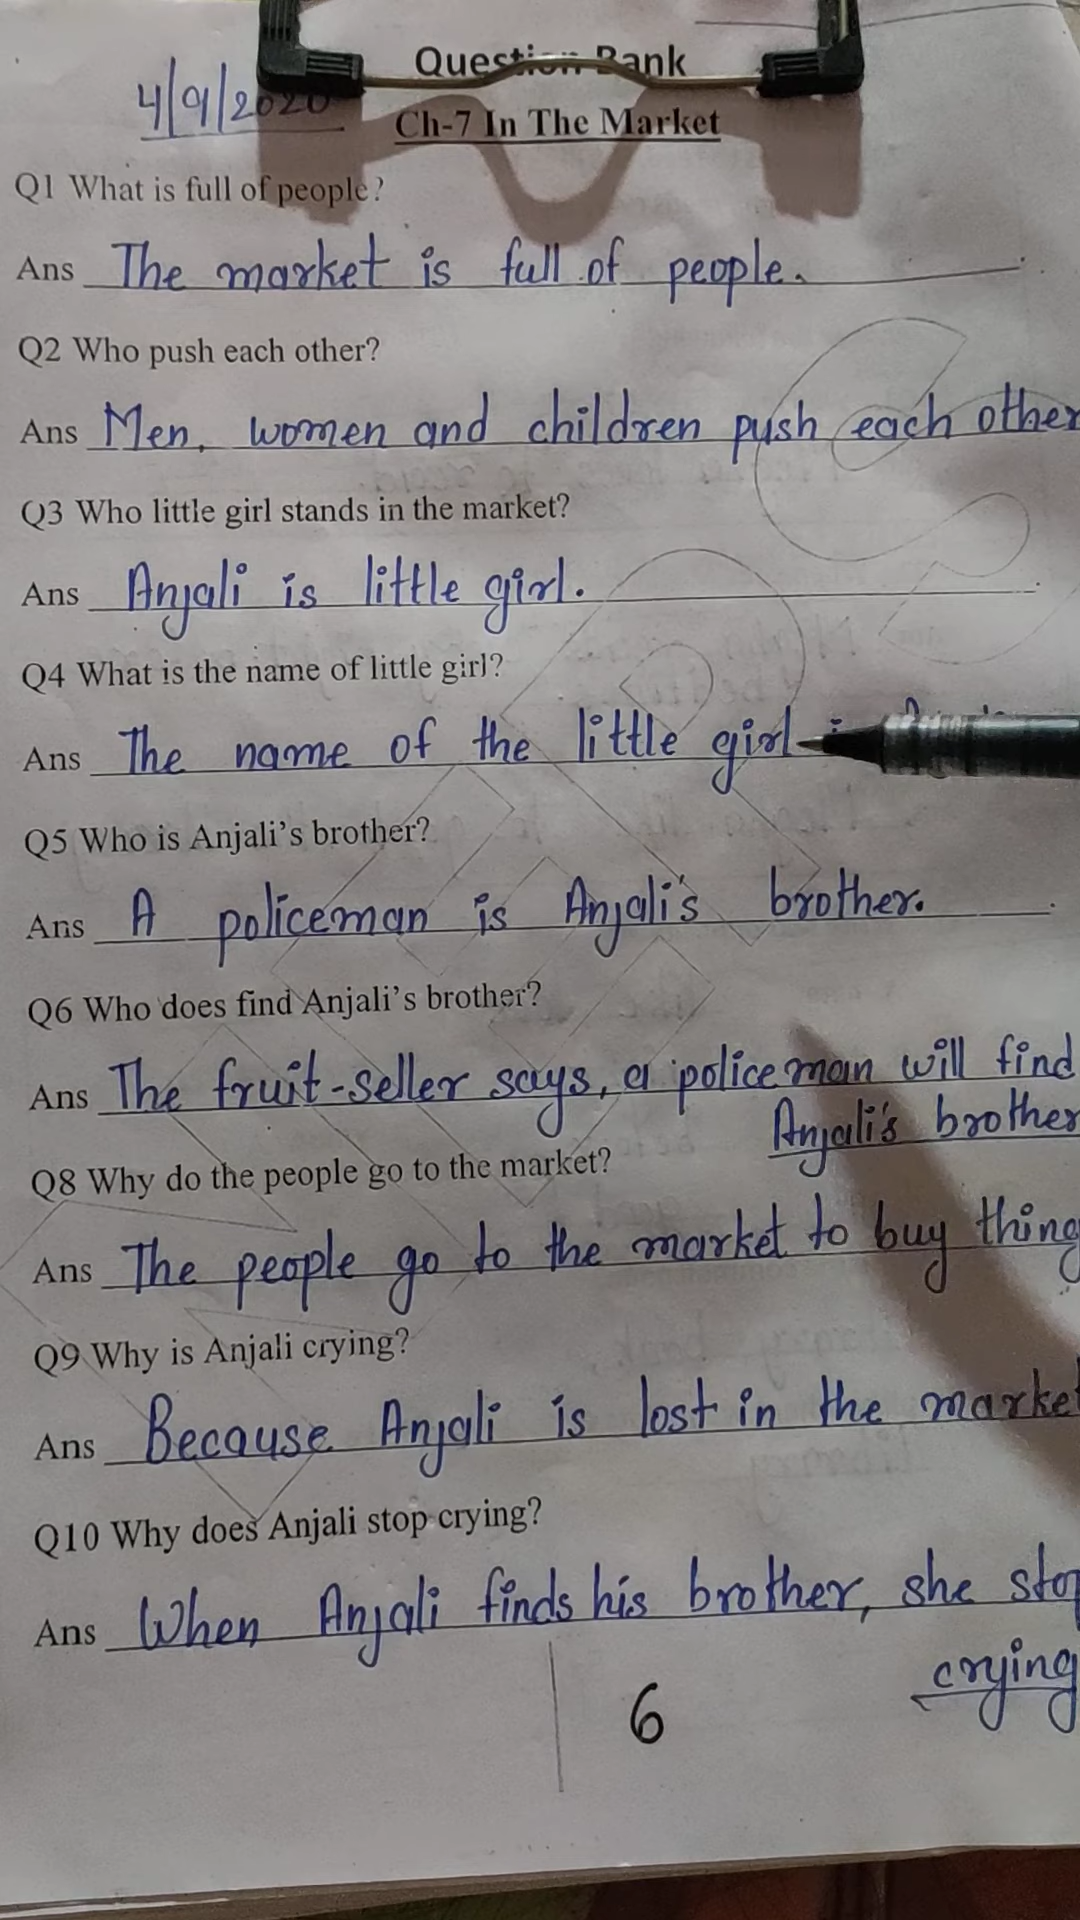 Question Bank
4/9/2020
Ch-7 In The Market
Q1 What is full of people?
Ans The market is full of people.
Q2 Who push each other?
Ans Men, women and children push each other
Q3 Who little girl stands in the market?
Ans Anjali is little girl.
Q4 What is the name of little girl?
Ans The name of the little girl
Q5 Who is Anjali's brother?
Ans A policeman is Anjali's brother.
Q6 Who does find Anjali's brother?
Ans The fruit-seller says, a policeman will find
Anjali's brother
Q8 Why do the people go to the market?
Ans The people go to the market to buy thing
Q9 Why is Anjali crying?
Ans Because Anjali is lost in the market
Q10 Why does Anjali stop crying?
Ans When Anjali finds his brother, she stop
crying
6